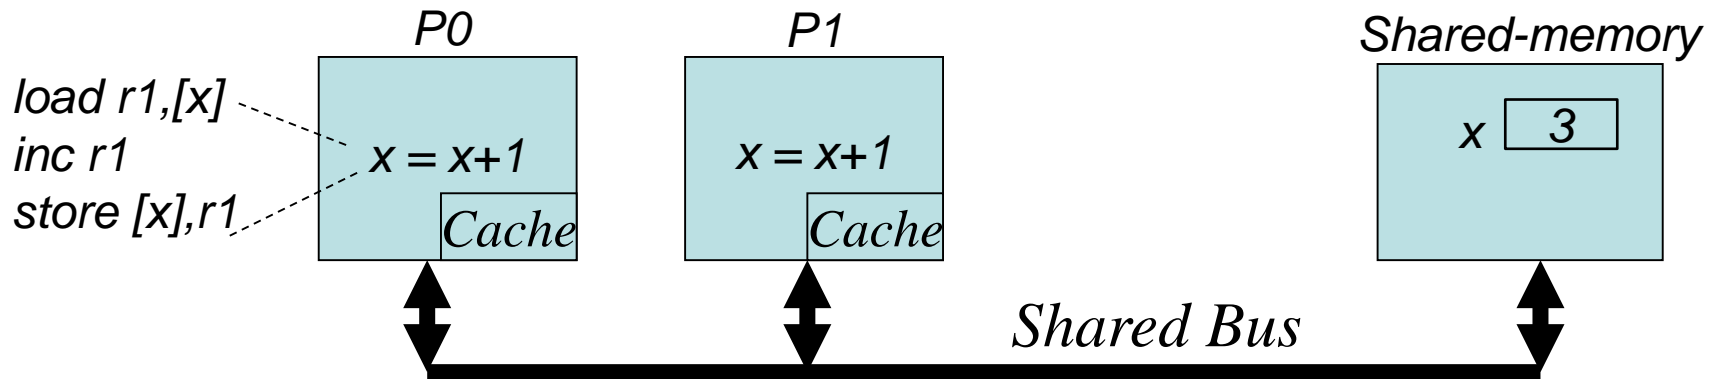 P0
P1
Shared-memory
load r1,[x]
inc r1
store [x],r1
x = x+1
Cache
x = x+1
Cache
x 3
Shared Bus